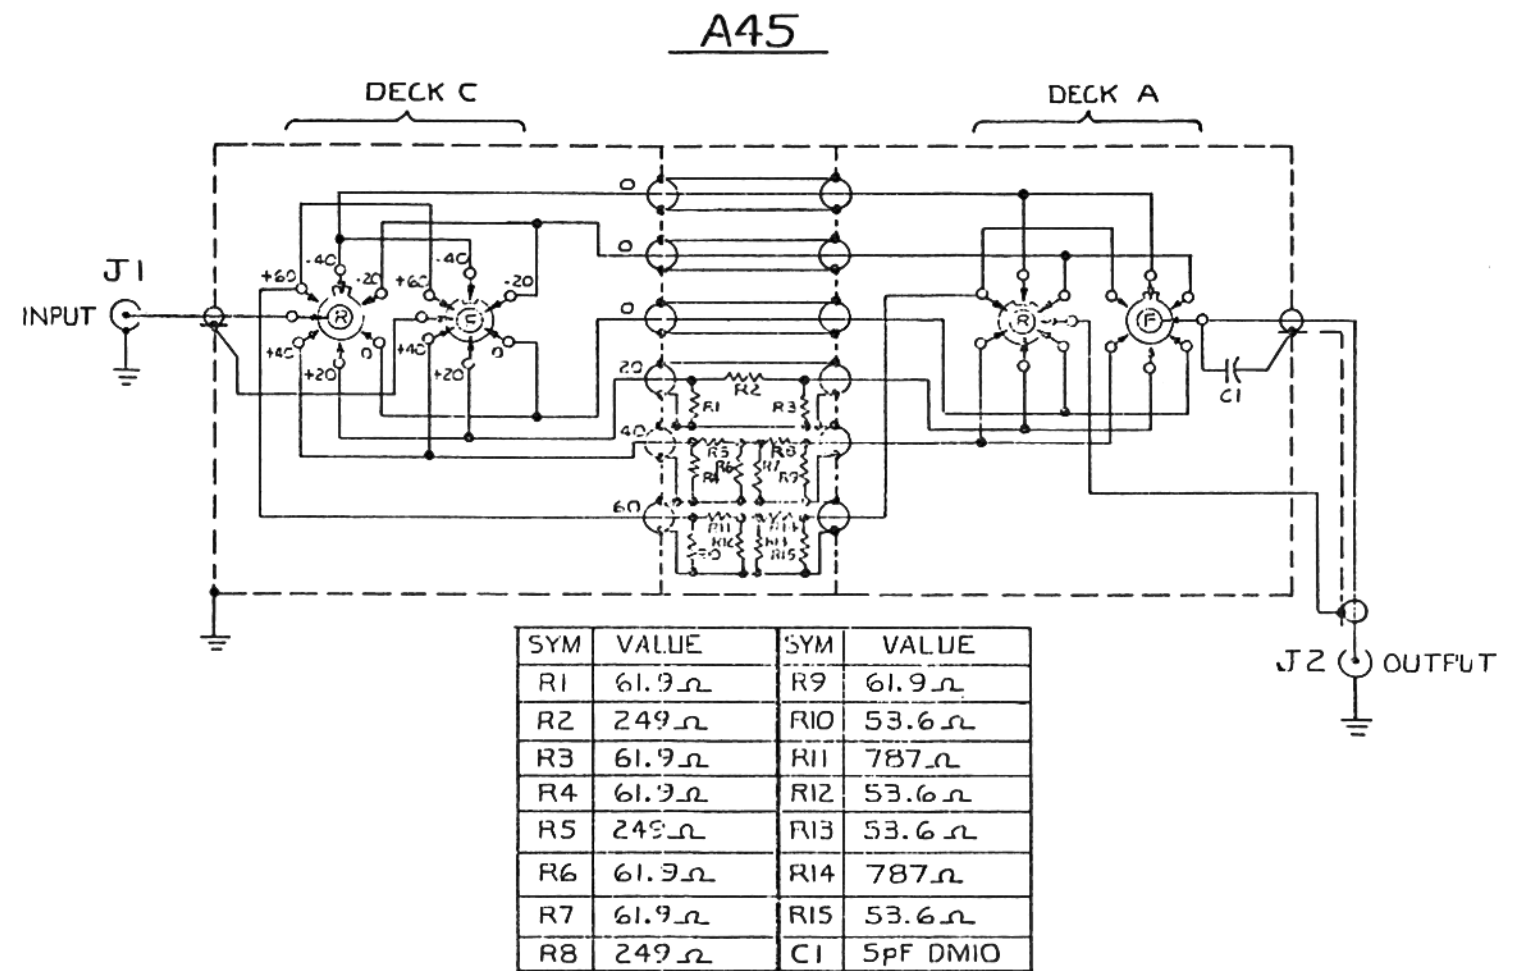 A45
DECK C
DECK A
J1
INPUT
+60
-40
-20
+60
-40
-20
R
+40
+20
0
+40
+20
0
0
0
0
20
40
60
R1
R2
R3
R5
R8
R4
R6
R7
R9
R11
R12
R15
R
F
C1
J2
OUTPUT
SYM VALUE SYM VALUE
R1 61.9Ω R9 61.9Ω
R2 249Ω R10 53.6Ω
R3 61.9Ω R11 787Ω
R4 61.9Ω R12 53.6Ω
R5 249Ω R13 53.6Ω
R6 61.9Ω R14 787Ω
R7 61.9Ω R15 53.6Ω
R8 249Ω C1 5pF DM10